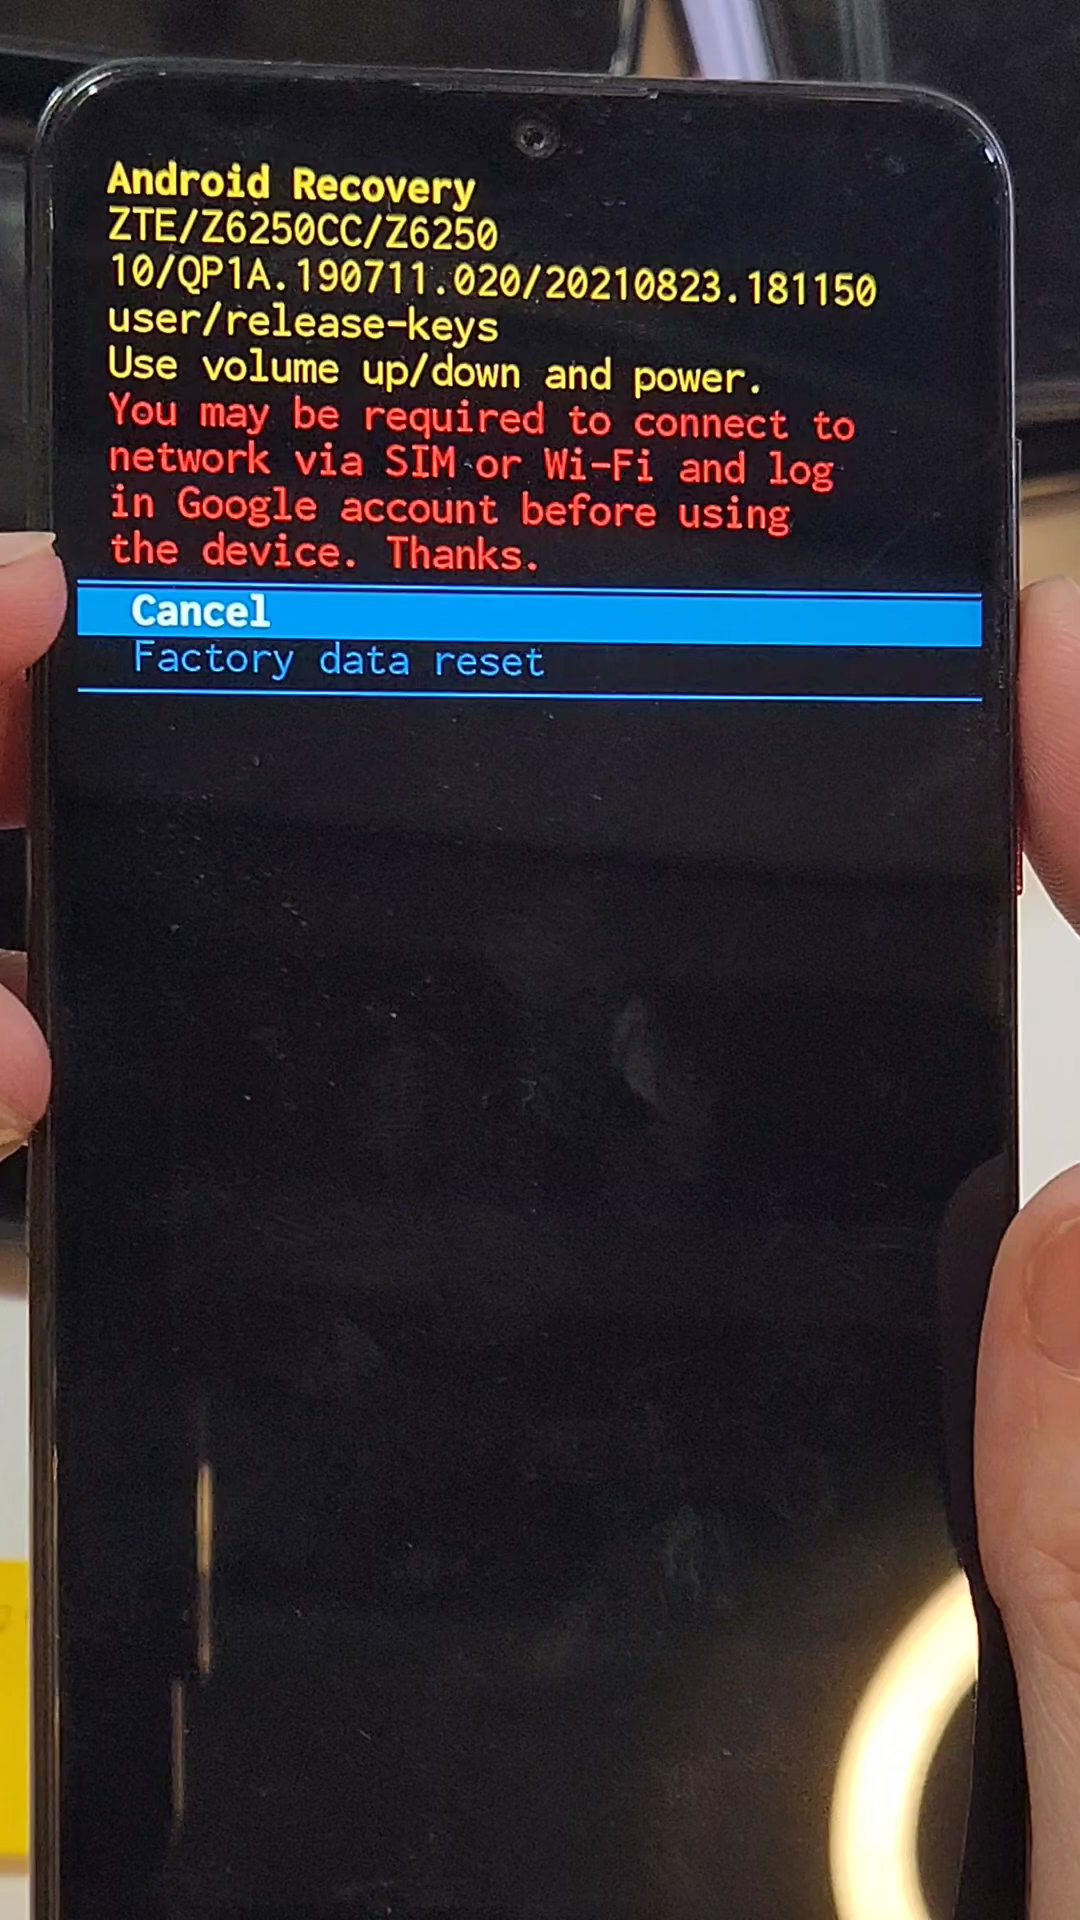 Android Recovery
ZTE/Z6250CC/Z6250
10/QP1A.190711.020/20210823.181150
user/release-keys
Use volume up/down and power.
You may be required to connect to
network via SIM or Wi-Fi and log
in Google account before using
the device. Thanks.
Cancel
Factory data reset